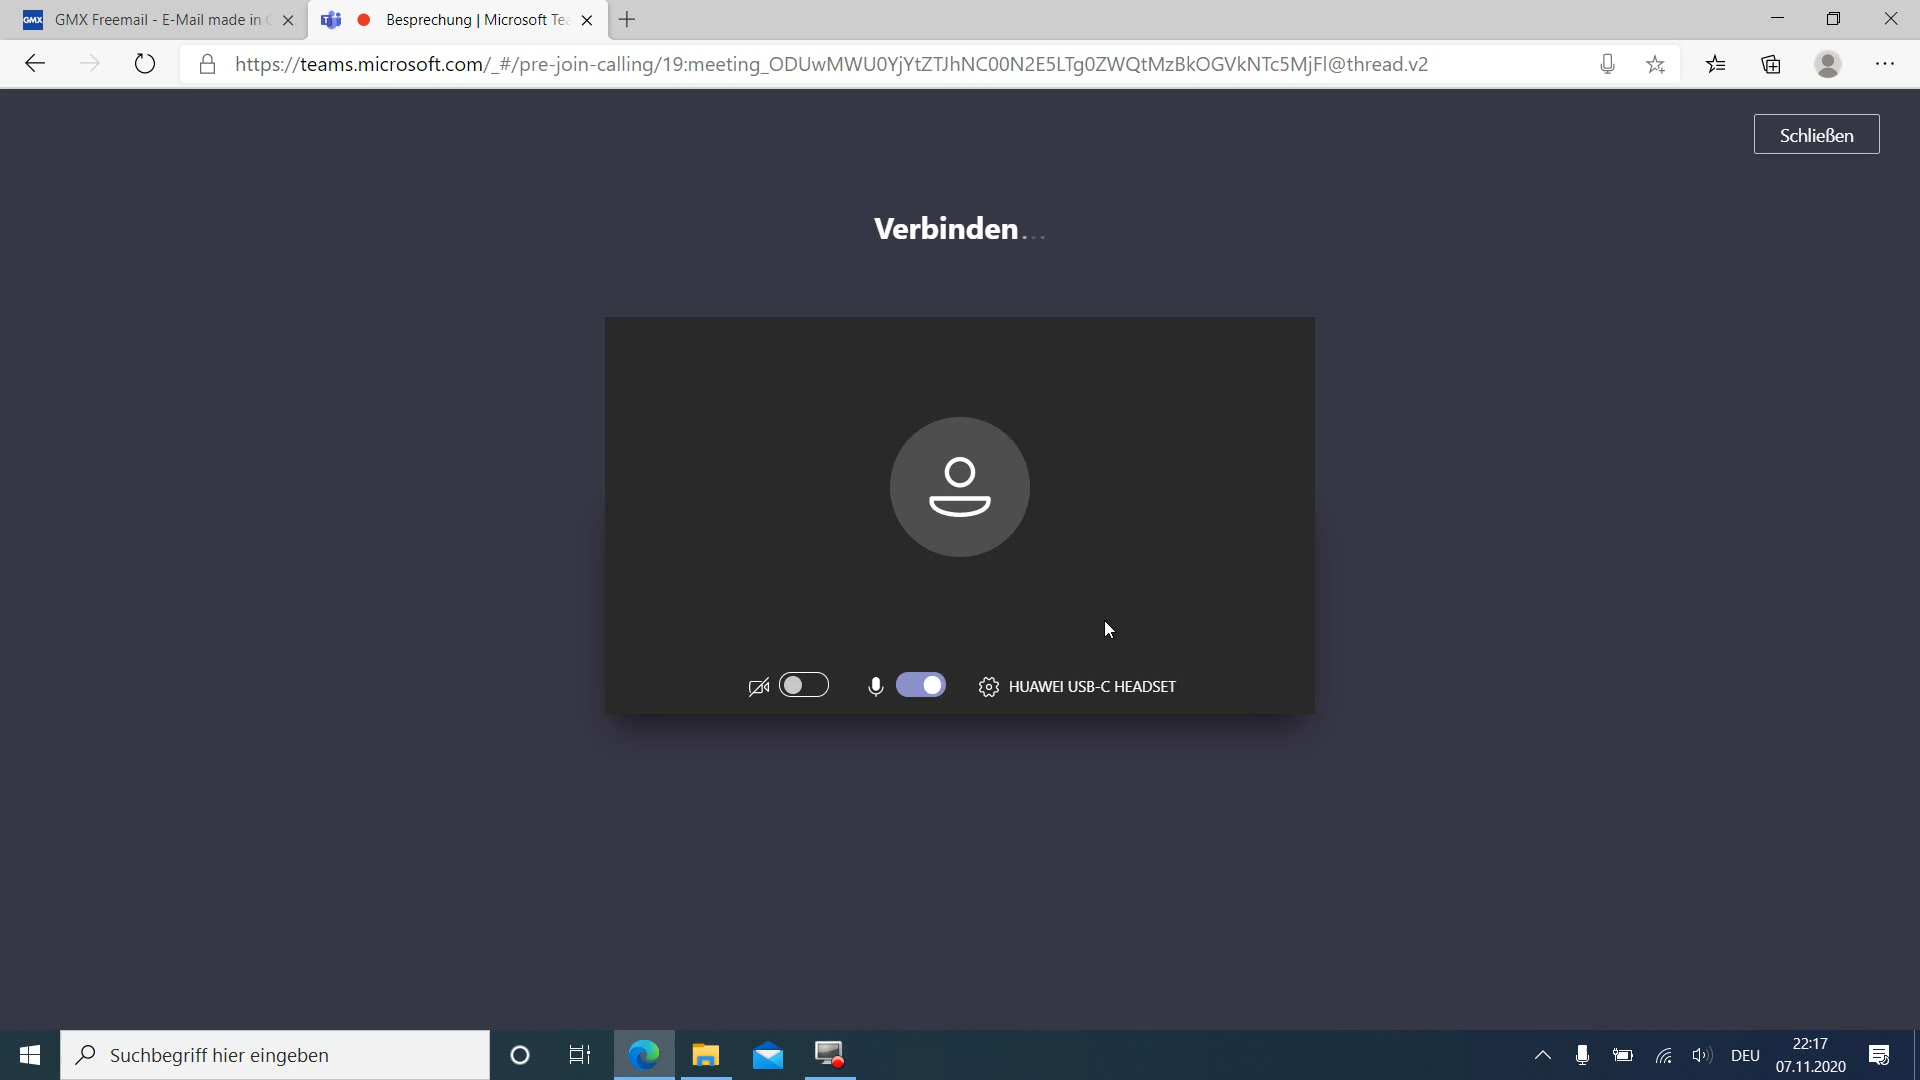 GMX
GMX Freemail - E-Mail made in
Besprechung | Microsoft Te
https://teams.microsoft.com/_#/pre-join-calling/19:meeting_ODUwMWU0YjYtZTJhNC00N2E5LTg0ZWQtMzBkOGVkNTc5MjFl@thread.v2
Schließen
Verbinden...
HUAWEI USB-C HEADSET
Suchbegriff hier eingeben
DEU
22:17
07.11.2020